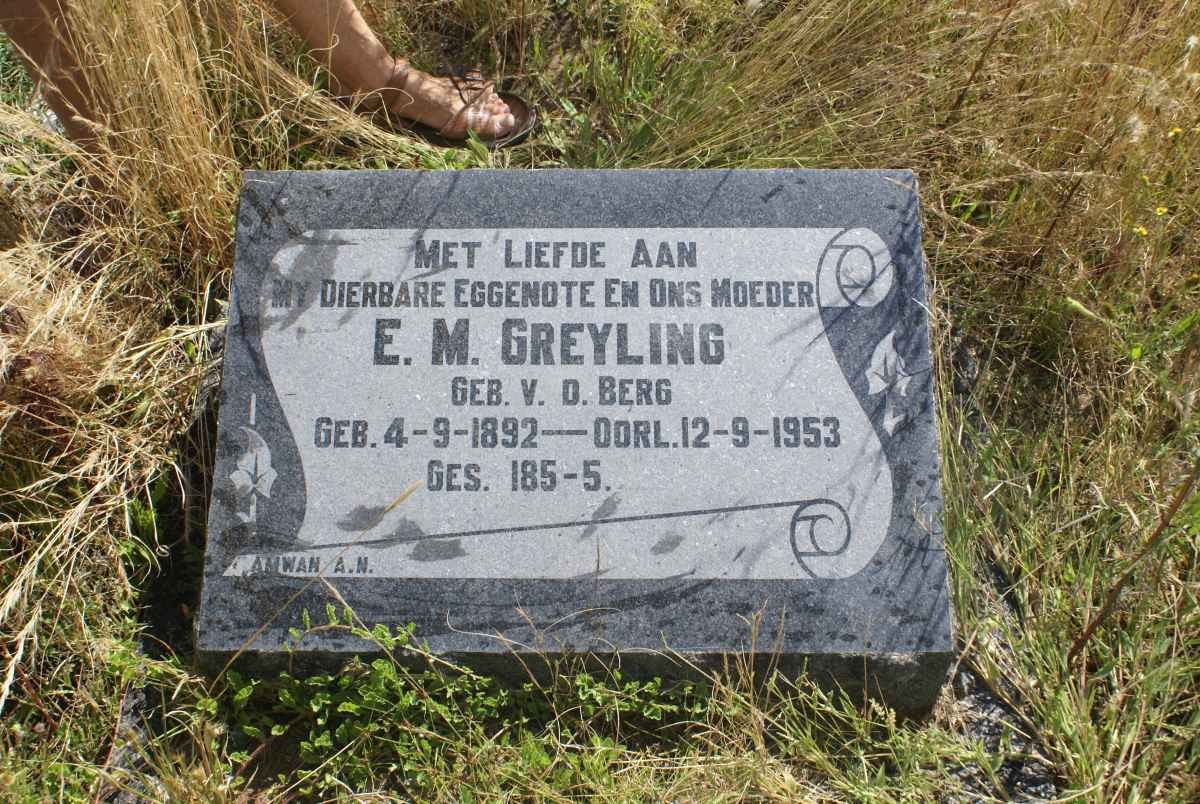 MET LIEFDE AAN
MY DIERBARE EGGENOTE EN ONS MOEDER
E. M. GREYLING
GEB. V. D. BERG
GEB. 4-9-1892 — OORL. 12-9-1953
GES. 185-5.
AMWAN A.N.